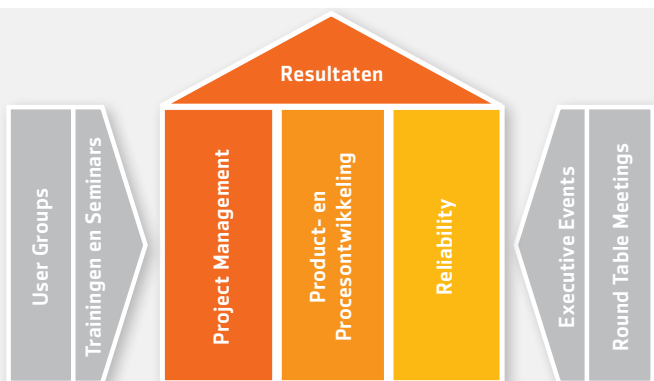 Resultaten
User Groups
Trainingen en Seminars
Project Management
Product- en
Procesontwikkeling
Reliability
Executive Events
Round Table Meetings